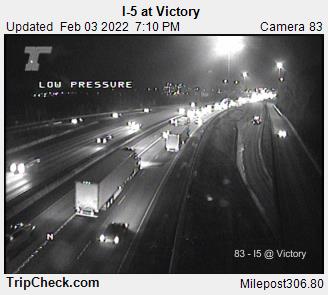 I-5 at Victory
Updated  Feb 03 2022  7:10 PM
Camera 83
T
LOW PRESSURE
N
83 - I5 @ Victory
TripCheck.com
Milepost306.80